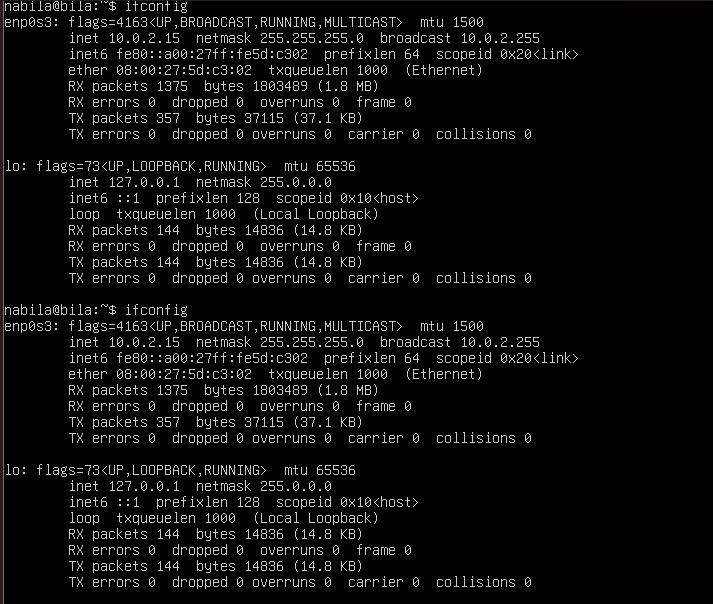 nabila@bila:~$ ifconfig
enp0s3: flags=4163<UP,BROADCAST,RUNNING,MULTICAST>  mtu 1500
        inet 10.0.2.15  netmask 255.255.255.0  broadcast 10.0.2.255
        inet6 fe80::a00:27ff:fe5d:c302  prefixlen 64  scopeid 0x20<link>
        ether 08:00:27:5d:c3:02  txqueuelen 1000  (Ethernet)
        RX packets 1375  bytes 1803489 (1.8 MB)
        RX errors 0  dropped 0  overruns 0  frame 0
        TX packets 357  bytes 37115 (37.1 KB)
        TX errors 0  dropped 0 overruns 0  carrier 0  collisions 0

lo: flags=73<UP,LOOPBACK,RUNNING>  mtu 65536
        inet 127.0.0.1  netmask 255.0.0.0
        inet6 ::1  prefixlen 128  scopeid 0x10<host>
        loop  txqueuelen 1000  (Local Loopback)
        RX packets 144  bytes 14836 (14.8 KB)
        RX errors 0  dropped 0  overruns 0  frame 0
        TX packets 144  bytes 14836 (14.8 KB)
        TX errors 0  dropped 0 overruns 0  carrier 0  collisions 0

nabila@bila:~$ ifconfig
enp0s3: flags=4163<UP,BROADCAST,RUNNING,MULTICAST>  mtu 1500
        inet 10.0.2.15  netmask 255.255.255.0  broadcast 10.0.2.255
        inet6 fe80::a00:27ff:fe5d:c302  prefixlen 64  scopeid 0x20<link>
        ether 08:00:27:5d:c3:02  txqueuelen 1000  (Ethernet)
        RX packets 1375  bytes 1803489 (1.8 MB)
        RX errors 0  dropped 0  overruns 0  frame 0
        TX packets 357  bytes 37115 (37.1 KB)
        TX errors 0  dropped 0 overruns 0  carrier 0  collisions 0

lo: flags=73<UP,LOOPBACK,RUNNING>  mtu 65536
        inet 127.0.0.1  netmask 255.0.0.0
        inet6 ::1  prefixlen 128  scopeid 0x10<host>
        loop  txqueuelen 1000  (Local Loopback)
        RX packets 144  bytes 14836 (14.8 KB)
        RX errors 0  dropped 0  overruns 0  frame 0
        TX packets 144  bytes 14836 (14.8 KB)
        TX errors 0  dropped 0 overruns 0  carrier 0  collisions 0